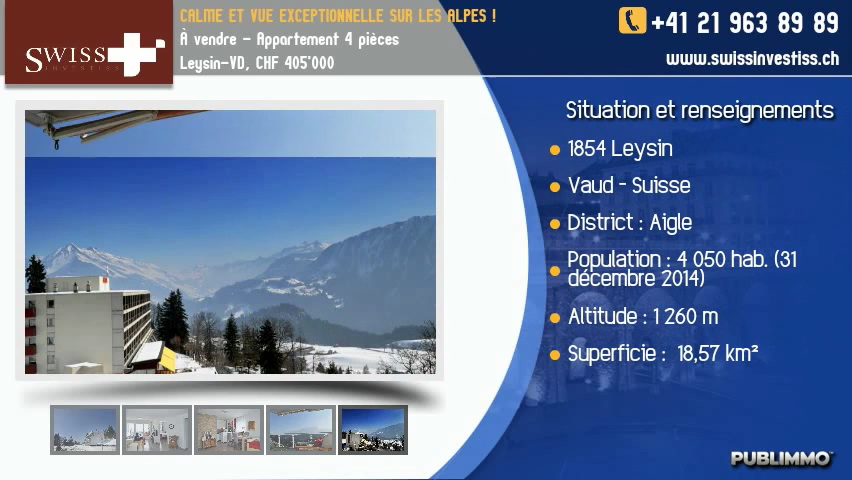 SWISS
INVESTISS
CALME ET VUE EXCEPTIONNELLE SUR LES ALPES !
À vendre - Appartement 4 pièces
Leysin-VD, CHF 405'000
+41 21 963 89 89
www.swissinvestiss.ch
Situation et renseignements
1854 Leysin
Vaud - Suisse
District : Aigle
Population : 4 050 hab. (31
décembre 2014)
Altitude : 1 260 m
Superficie : 18,57 km²
PUBLIMMO